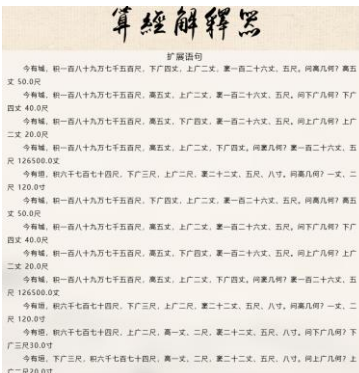 算經解釋器
扩展语句
今有城，积一百八十九万七千五百尺，下广四丈，上广二丈，袤一百二十六丈、五尺。问高几何？高五
丈 50.0尺
今有城，积一百八十九万七千五百尺，高五丈，上广二丈，袤一百二十六丈、五尺。问下广几何？下广
四丈 40.0尺
今有城，积一百八十九万七千五百尺，高五丈，下广四丈，袤一百二十六丈、五尺。问上广几何？上广
二丈 20.0尺
今有城，积一百八十九万七千五百尺，高五丈，上广二丈，下广四丈。问袤几何？袤一百二十六丈、五
尺 126500.0丈
今有垣，积六千七百七十四尺，下广三尺，上广二尺，袤二十二丈、五尺、八寸。问高几何？一丈、二
尺 120.0寸
今有城，积一百八十九万七千五百尺，下广四丈，上广二丈，袤一百二十六丈、五尺。问高几何？高五
丈 50.0尺
今有城，积一百八十九万七千五百尺，高五丈，上广二丈，袤一百二十六丈、五尺。问下广几何？下广
四丈 40.0尺
今有城，积一百八十九万七千五百尺，高五丈，下广四丈，袤一百二十六丈、五尺。问上广几何？上广
二丈 20.0尺
今有城，积一百八十九万七千五百尺，高五丈，上广二丈，下广四丈。问袤几何？袤一百二十六丈、五
尺 126500.0丈
今有垣，积六千七百七十四尺，下广三尺，上广二尺，袤二十二丈、五尺、八寸。问高几何？一丈、二
尺 120.0寸
今有垣，积六千七百七十四尺，上广二尺，高一丈、二尺，袤二十二丈、五尺、八寸。问下广几何？下
广三尺30.0寸
今有垣，下广三尺，积六千七百七十四尺，高一丈、二尺，袤二十二丈、五尺、八寸。问上广几何？上
广二尺20.0寸